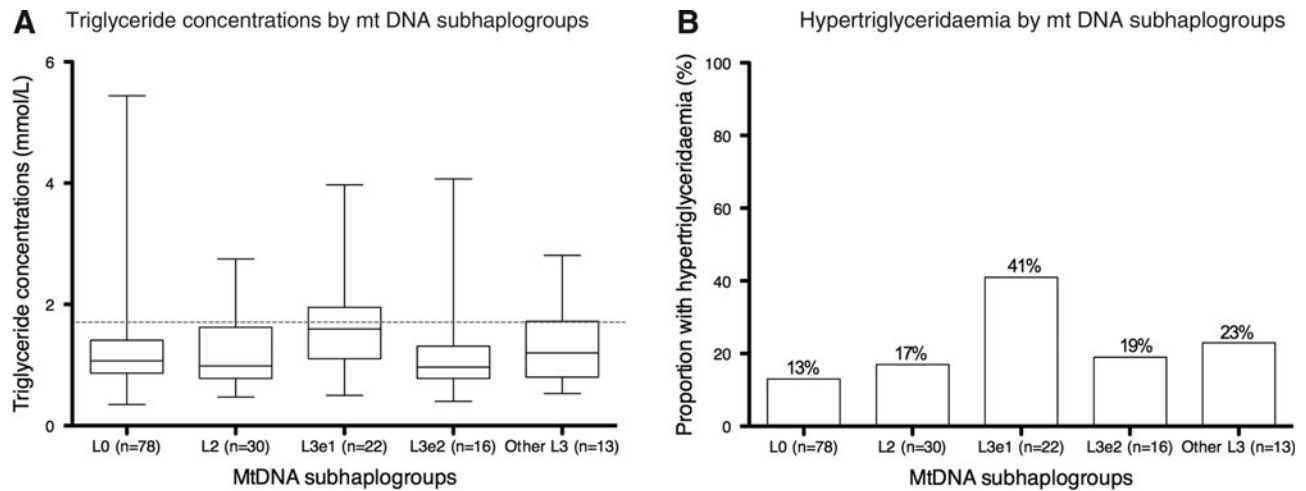 A Triglyceride concentrations by mt DNA subhaplogroups
Triglyceride concentrations (mmol/L)
6
4
2
0
L0 (n=78) L2 (n=30) L3e1 (n=22) L3e2 (n=16) Other L3 (n=13)
MtDNA subhaplogroups
B Hypertriglyceridaemia by mt DNA subhaplogroups
Proportion with hypertriglyceridaemia (%)
100
80
60
40
20
0
13% 17% 41% 19% 23%
L0 (n=78) L2 (n=30) L3e1 (n=22) L3e2 (n=16) Other L3 (n=13)
MtDNA subhaplogroups